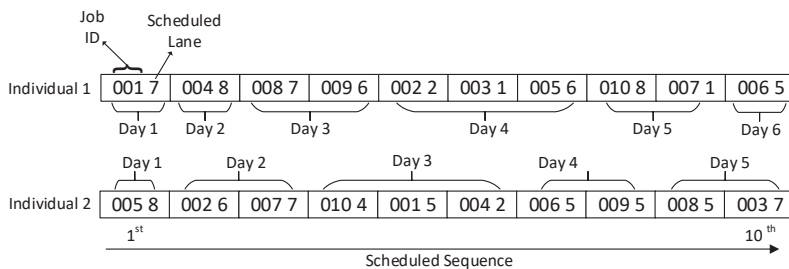 Job ID
Scheduled Lane
Individual 1 001 7 004 8 008 7 009 6 002 2 003 1 005 6 010 8 007 1 006 5
Day 1 Day 2 Day 3 Day 4 Day 5 Day 6
Day 1 Day 2 Day 3 Day 4 Day 5
Individual 2 005 8 002 6 007 7 010 4 001 5 004 2 006 5 009 5 008 5 003 7
1st 10th
Scheduled Sequence